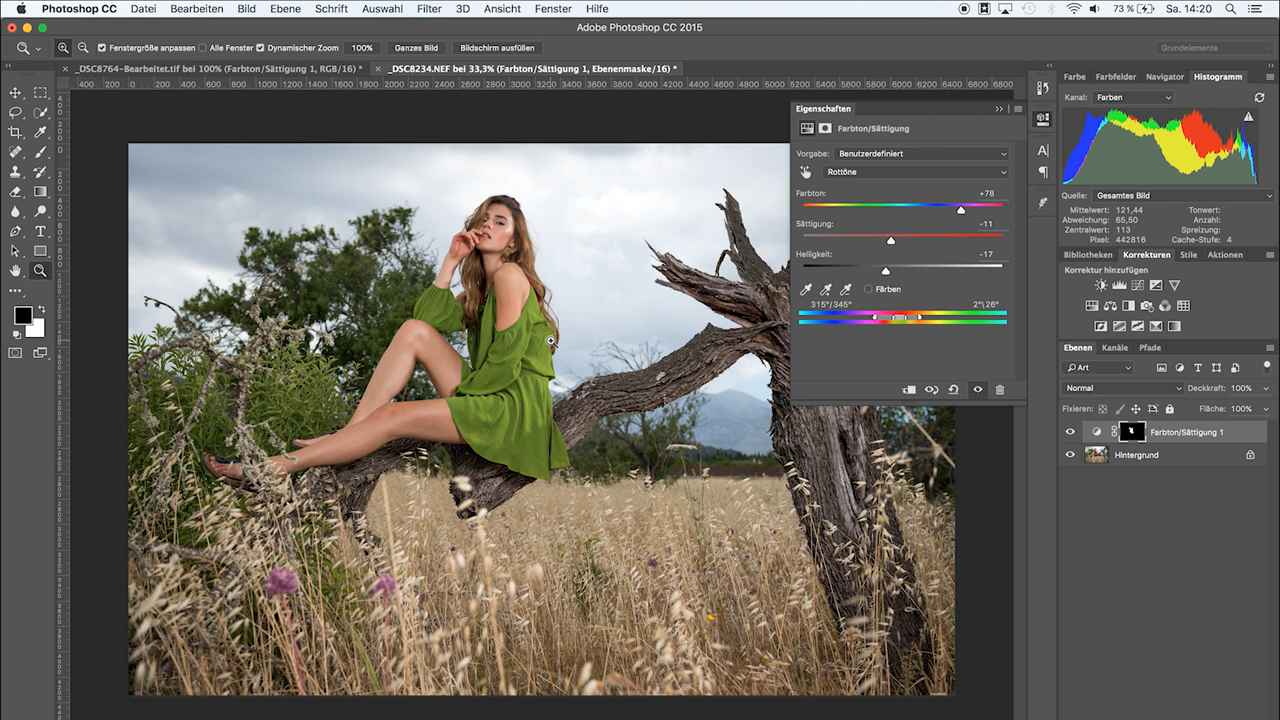 Photoshop CC Datei Bearbeiten Bild Ebene Schrift Auswahl Filter 3D Ansicht Fenster Hilfe 73 % Sa. 14:20
Adobe Photoshop CC 2015
Fenstergröße anpassen Alle Fenster Dynamischer Zoom 100% Ganzes Bild Bildschirm ausfüllen Grundelemente
_DSC8764-Bearbeitet.tif bei 100% (Farbton/Sättigung 1, RGB/16) * _DSC8234.NEF bei 33,3% (Farbton/Sättigung 1, Ebenenmaske/16) *
400 200 0 200 400 600 800 1000 1200 1400 1600 1800 2000 2200 2400 2600 2800 3000 3200 3400 3600 3800 4000 4200 4400 4600 4800 5000 5200 5400 5600 5800 6000 6200 6400 6600 6800
Farbe Farbfelder Navigator Histogramm
Kanal: Farben
Quelle: Gesamtes Bild
Mittelwert: 121,44 Tonwert:
Abweichung: 65,50 Anzahl:
Zentralwert: 113 Spreizung:
Pixel: 442816 Cache-Stufe: 4
Eigenschaften
Farbton/Sättigung
Vorgabe: Benutzerdefiniert
Rottöne
Farbton: +78
Sättigung: -11
Helligkeit: -17
Färben
315°/345° 2°\26°
Bibliotheken Korrekturen Stile Aktionen
Korrektur hinzufügen
Ebenen Kanäle Pfade
Art
Normal Deckkraft: 100%
Fixieren: Fläche: 100%
Farbton/Sättigung 1
Hintergrund